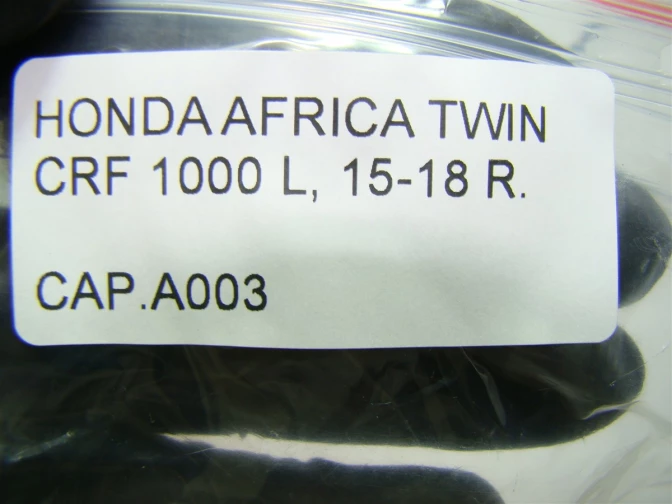 HONDA AFRICA TWIN
CRF 1000 L, 15-18 R.
CAP.A003